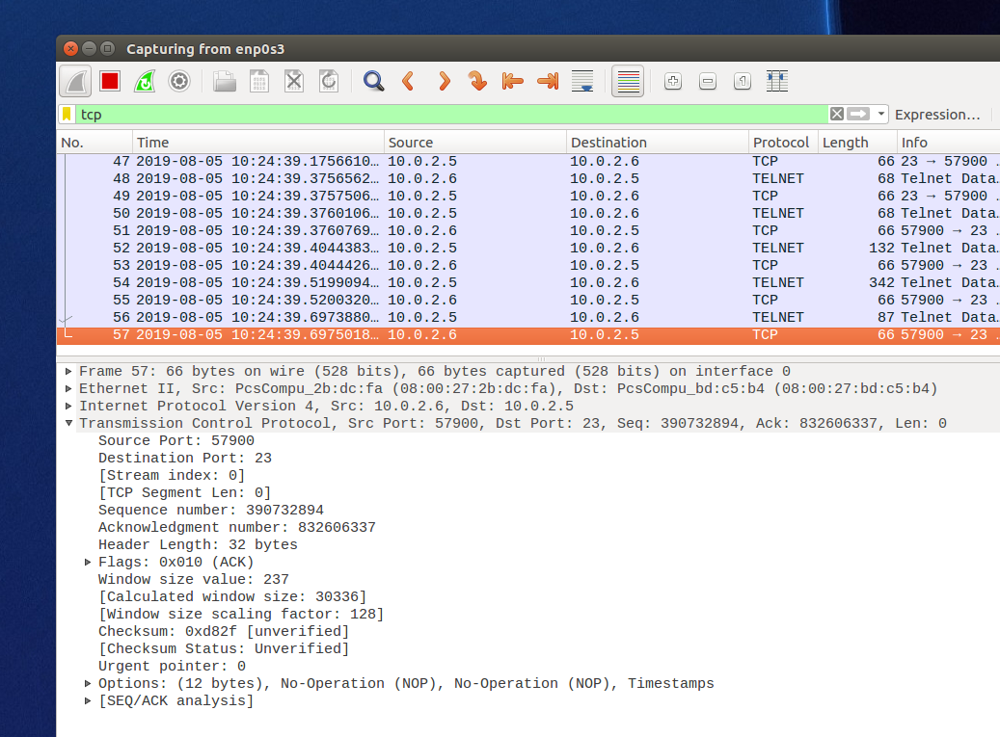 Capturing from enp0s3
tcp Expression…
No. Time Source Destination Protocol Length Info
47 2019-08-05 10:24:39.1756610… 10.0.2.5 10.0.2.6 TCP 66 23 → 57900 …
48 2019-08-05 10:24:39.3756562… 10.0.2.6 10.0.2.5 TELNET 68 Telnet Data…
49 2019-08-05 10:24:39.3757506… 10.0.2.5 10.0.2.6 TCP 66 23 → 57900 …
50 2019-08-05 10:24:39.3760106… 10.0.2.5 10.0.2.6 TELNET 68 Telnet Data…
51 2019-08-05 10:24:39.3760769… 10.0.2.6 10.0.2.5 TCP 66 57900 → 23 …
52 2019-08-05 10:24:39.4044383… 10.0.2.5 10.0.2.6 TELNET 132 Telnet Data…
53 2019-08-05 10:24:39.4044426… 10.0.2.6 10.0.2.5 TCP 66 57900 → 23 …
54 2019-08-05 10:24:39.5199094… 10.0.2.5 10.0.2.6 TELNET 342 Telnet Data…
55 2019-08-05 10:24:39.5200320… 10.0.2.6 10.0.2.5 TCP 66 57900 → 23 …
56 2019-08-05 10:24:39.6973880… 10.0.2.5 10.0.2.6 TELNET 87 Telnet Data…
57 2019-08-05 10:24:39.6975018… 10.0.2.6 10.0.2.5 TCP 66 57900 → 23 …
Frame 57: 66 bytes on wire (528 bits), 66 bytes captured (528 bits) on interface 0
Ethernet II, Src: PcsCompu_2b:dc:fa (08:00:27:2b:dc:fa), Dst: PcsCompu_bd:c5:b4 (08:00:27:bd:c5:b4)
Internet Protocol Version 4, Src: 10.0.2.6, Dst: 10.0.2.5
Transmission Control Protocol, Src Port: 57900, Dst Port: 23, Seq: 390732894, Ack: 832606337, Len: 0
Source Port: 57900
Destination Port: 23
[Stream index: 0]
[TCP Segment Len: 0]
Sequence number: 390732894
Acknowledgment number: 832606337
Header Length: 32 bytes
Flags: 0x010 (ACK)
Window size value: 237
[Calculated window size: 30336]
[Window size scaling factor: 128]
Checksum: 0xd82f [unverified]
[Checksum Status: Unverified]
Urgent pointer: 0
Options: (12 bytes), No-Operation (NOP), No-Operation (NOP), Timestamps
[SEQ/ACK analysis]